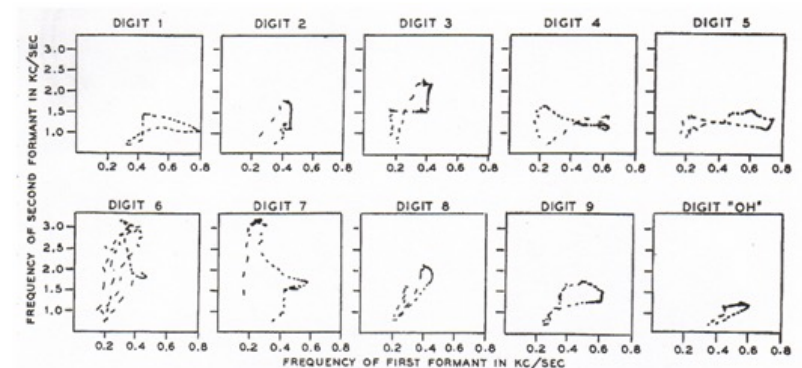 DIGIT 1 DIGIT 2 DIGIT 3 DIGIT 4 DIGIT 5
3.0
2.5
2.0
1.5
1.0
0.2 0.4 0.6 0.8 0.2 0.4 0.6 0.8 0.2 0.4 0.6 0.8 0.2 0.4 0.6 0.8 0.2 0.4 0.6 0.8
DIGIT 6 DIGIT 7 DIGIT 8 DIGIT 9 DIGIT "OH"
3.0
2.5
2.0
1.5
1.0
0.2 0.4 0.6 0.8 0.2 0.4 0.6 0.8 0.2 0.4 0.6 0.8 0.2 0.4 0.6 0.8 0.2 0.4 0.6 0.8
FREQUENCY OF SECOND FORMANT IN KC/SEC
FREQUENCY OF FIRST FORMANT IN KC/SEC